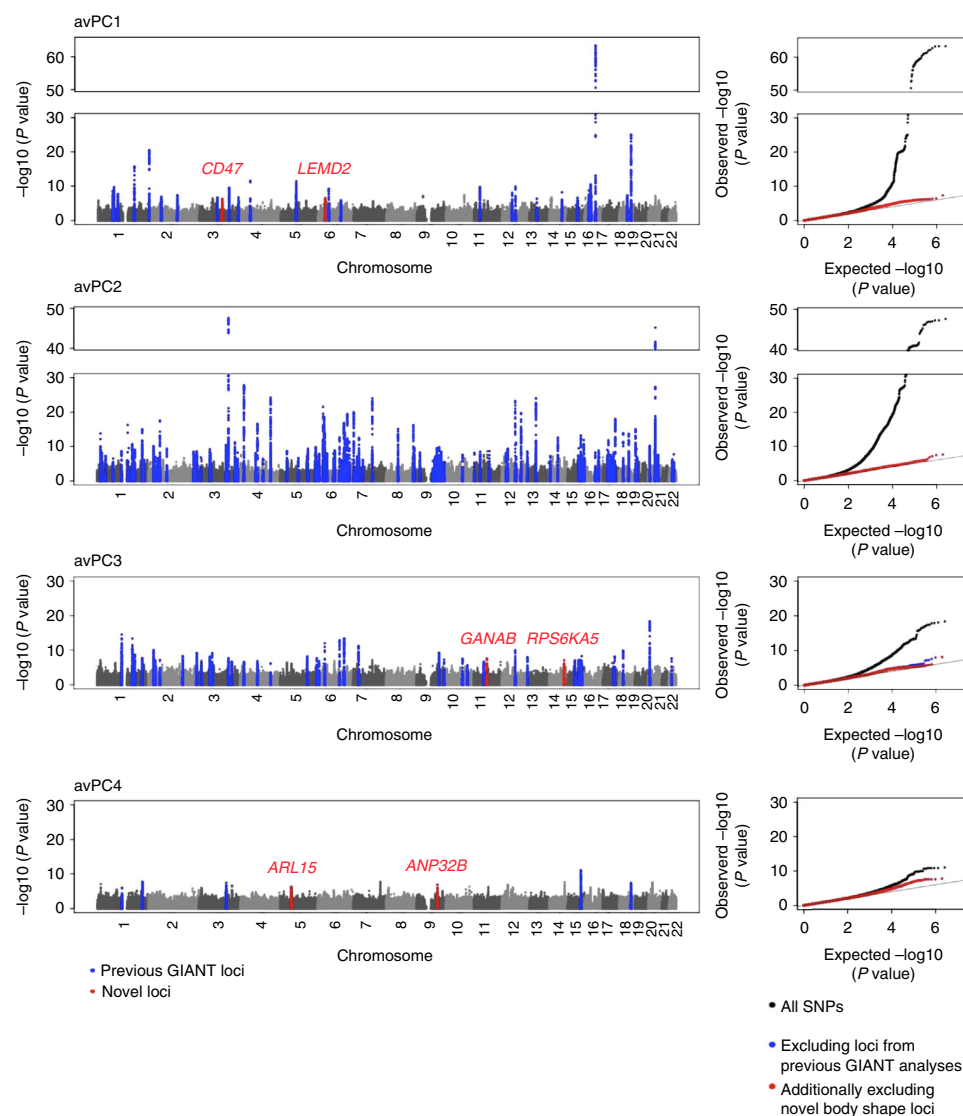 avPC1
−log10 (P value)
60
50
30
20
10
0
CD47
LEMD2
1 2 3 4 5 6 7 8 9 10 11 12 13 14 15 16 17 18 19 20 21 22
Chromosome
Observerd −log10
(P value)
60
50
30
20
10
0
0 2 4 6
Expected −log10
(P value)
avPC2
−log10 (P value)
50
40
30
20
10
0
1 2 3 4 5 6 7 8 9 10 11 12 13 14 15 16 17 18 19 20 21 22
Chromosome
Observerd −log10
(P value)
50
40
30
20
10
0
0 2 4 6
Expected −log10
(P value)
avPC3
−log10 (P value)
30
20
10
0
GANAB
RPS6KA5
1 2 3 4 5 6 7 8 9 10 11 12 13 14 15 16 17 18 19 20 21 22
Chromosome
Observerd −log10
(P value)
30
20
10
0
0 2 4 6
Expected −log10
(P value)
avPC4
−log10 (P value)
30
20
10
0
ARL15
ANP32B
1 2 3 4 5 6 7 8 9 10 11 12 13 14 15 16 17 18 19 20 21 22
Chromosome
Observerd −log10
(P value)
30
20
10
0
0 2 4 6
Expected −log10
(P value)
Previous GIANT loci
Novel loci
All SNPs
Excluding loci from
previous GIANT analyses
Additionally excluding
novel body shape loci